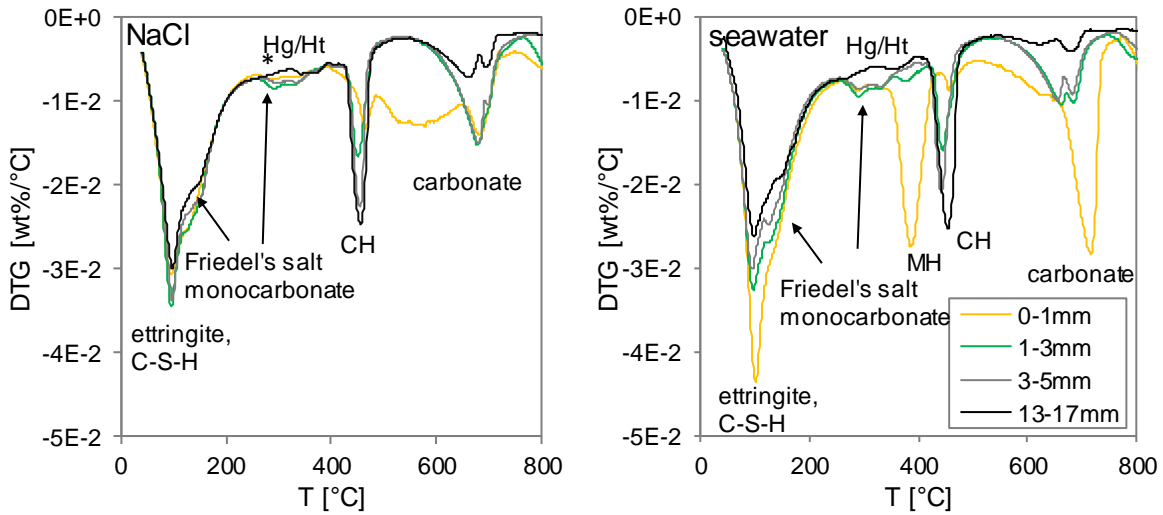 NaCl
Hg/Ht
*
carbonate
CH
Friedel's salt
monocarbonate
ettringite,
C-S-H
DTG [wt%/°C]
0E+0
-1E-2
-2E-2
-3E-2
-4E-2
-5E-2
0 200 400 600 800
T [°C]
seawater
Hg/Ht
MH
CH
carbonate
Friedel's salt
monocarbonate
ettringite,
C-S-H
0-1mm
1-3mm
3-5mm
13-17mm
DTG [wt%/°C]
0E+0
-1E-2
-2E-2
-3E-2
-4E-2
-5E-2
0 200 400 600 800
T [°C]